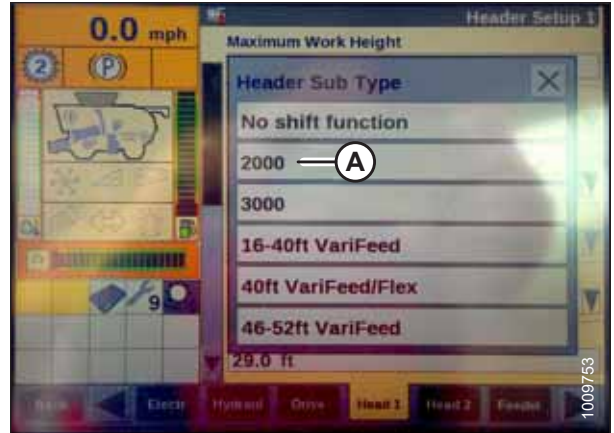 0.0 mph
Header Setup 1
Maximum Work Height
2
(P)
Header Sub Type
No shift function
2000
A
3000
16-40ft VariFeed
40ft VariFeed/Flex
46-52ft VariFeed
9
29.0 ft
Back
Electr
Hydraul
Drive
Head 1
Head 2
Feeder
1009753